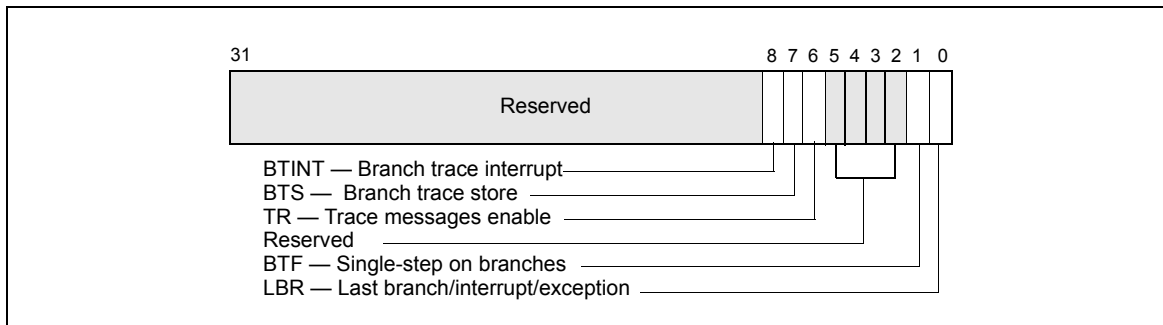 31 8 7 6 5 4 3 2 1 0
Reserved
BTINT — Branch trace interrupt
BTS — Branch trace store
TR — Trace messages enable
Reserved
BTF — Single-step on branches
LBR — Last branch/interrupt/exception